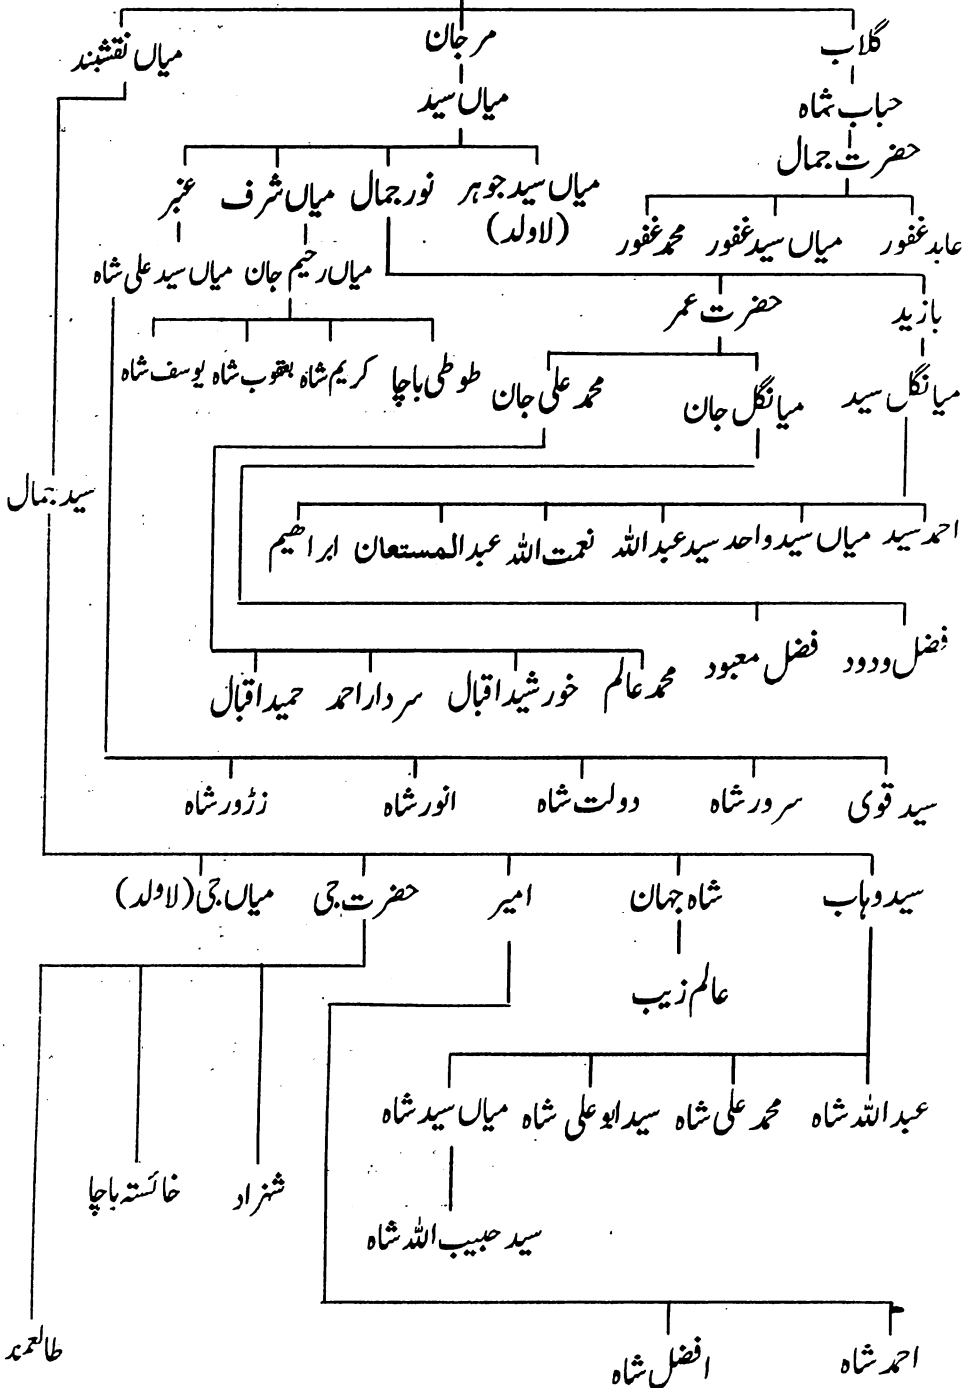 گلاب مرجان میاں نقشبند
حباب شاہ میاں سید
حضرت جمال
میاں سید جوہر نور جمال میاں شرف عنبر
(لاولد)
عابد غفور میاں سید غفور محمد غفور
میاں رحیم جان میاں سید علی شاہ
بازید حضرت عمر
طوطی باچا کریم شاہ یعقوب شاہ یوسف شاہ
میانگل سید میانگل جان محمد علی جان
سید جمال
احمد سید میاں سید واحد سید عبداللہ نعمت اللہ عبدالمستعان ابراھیم
فضل ودود فضل معبود
محمد عالم خورشید اقبال سردار احمد حمید اقبال
سید قوی سرور شاہ دولت شاہ انور شاہ زڑور شاہ
سید وہاب شاہ جہان امیر حضرت جی میاں جی (لاولد)
عالم زیب
عبداللہ شاہ محمد علی شاہ سید ابو علی شاہ میاں سید شاہ
شہزاد خائستہ باچا
سید حبیب اللہ شاہ
طالعمند
احمد شاہ افضل شاہ